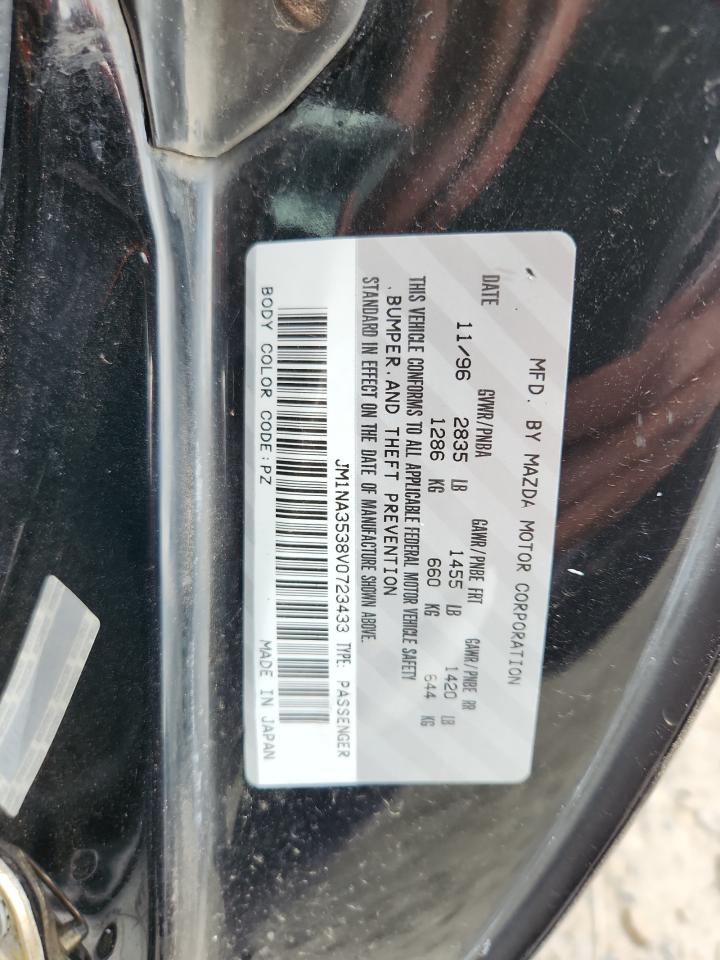 MFD. BY MAZDA MOTOR CORPORATION
DATE GVWR/PNBA GAWR/PNBE FRT GAWR/PNBE RR
11/96 2835 LB 1455 LB 1420 LB
1286 KG 660 KG 644 KG
THIS VEHICLE CONFORMS TO ALL APPLICABLE FEDERAL MOTOR VEHICLE SAFETY
, BUMPER, AND THEFT PREVENTION
STANDARD IN EFFECT ON THE DATE OF MANUFACTURE SHOWN ABOVE.
JM1NA3538V0723433 TYPE: PASSENGER
BODY COLOR CODE:PZ MADE IN JAPAN